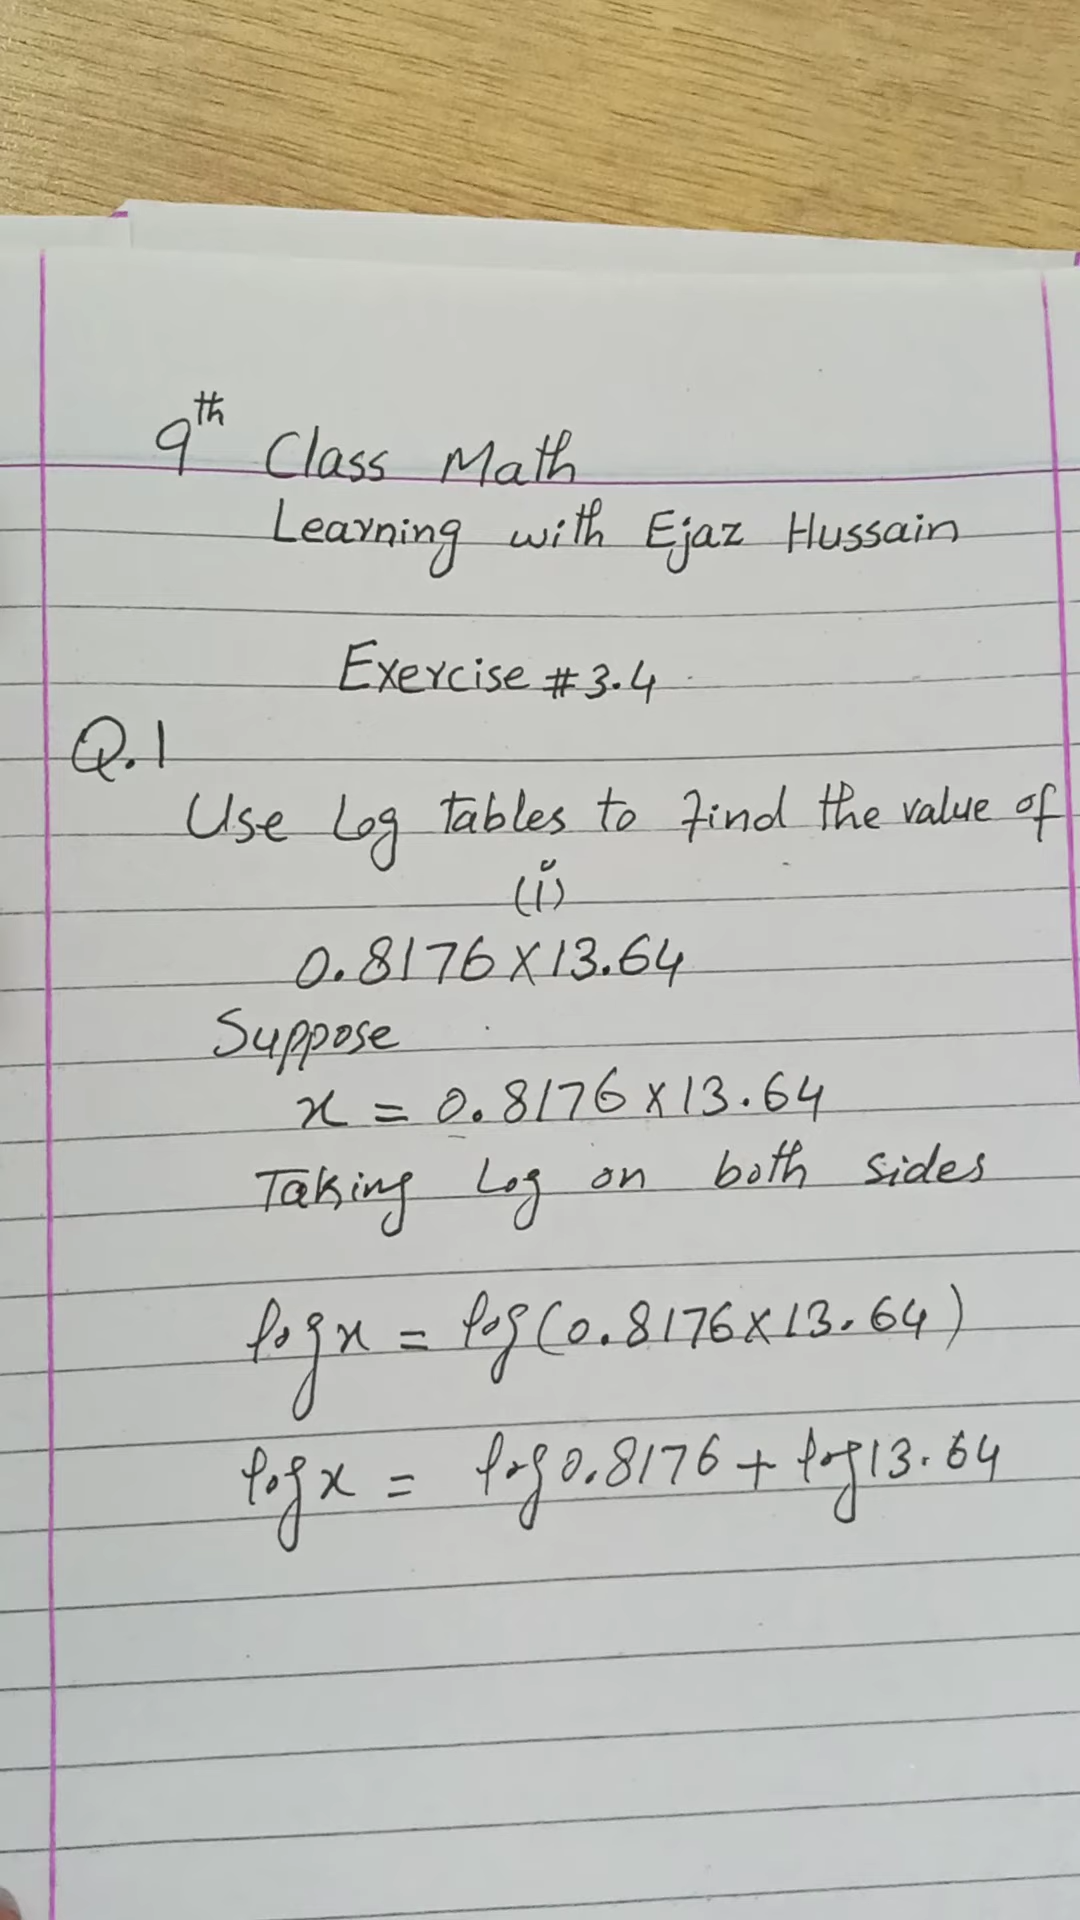 9th Class Math
Learning with Ejaz Hussain
Exercise # 3.4
Q.1
Use Log tables to find the value of
(i)
0.8176 × 13.64
Suppose
x = 0.8176 × 13.64
Taking Log on both sides
log x = log (0.8176 × 13.64)
log x = log 0.8176 + log 13.64